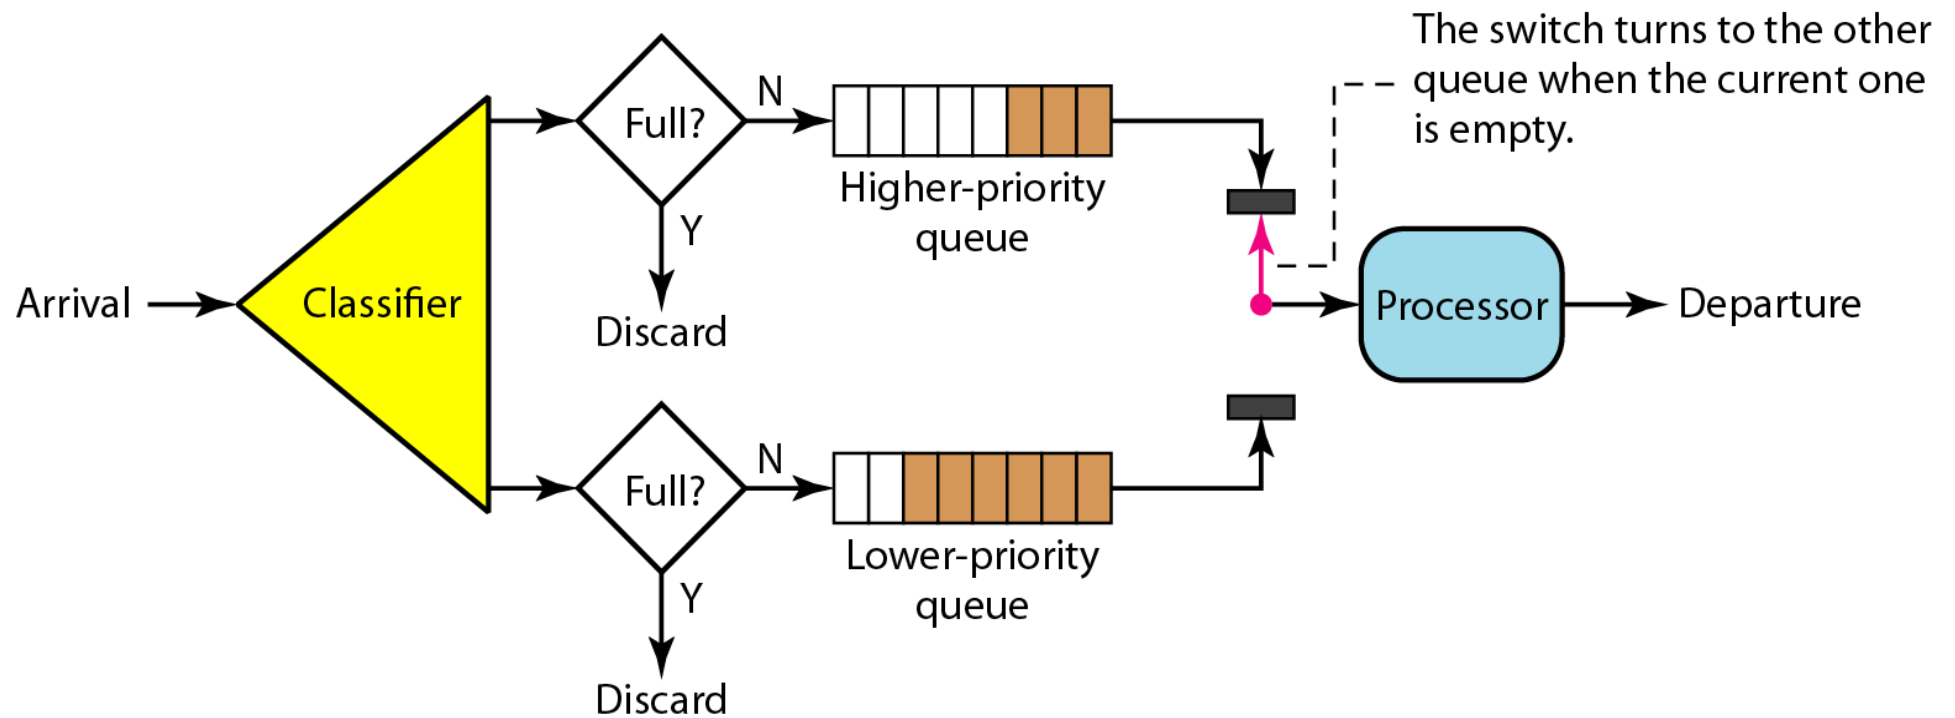 The switch turns to the other
queue when the current one
is empty.
Full?
N
Higher-priority
queue
Y
Discard
Arrival
Classifier
Processor
Departure
Full?
N
Lower-priority
queue
Y
Discard